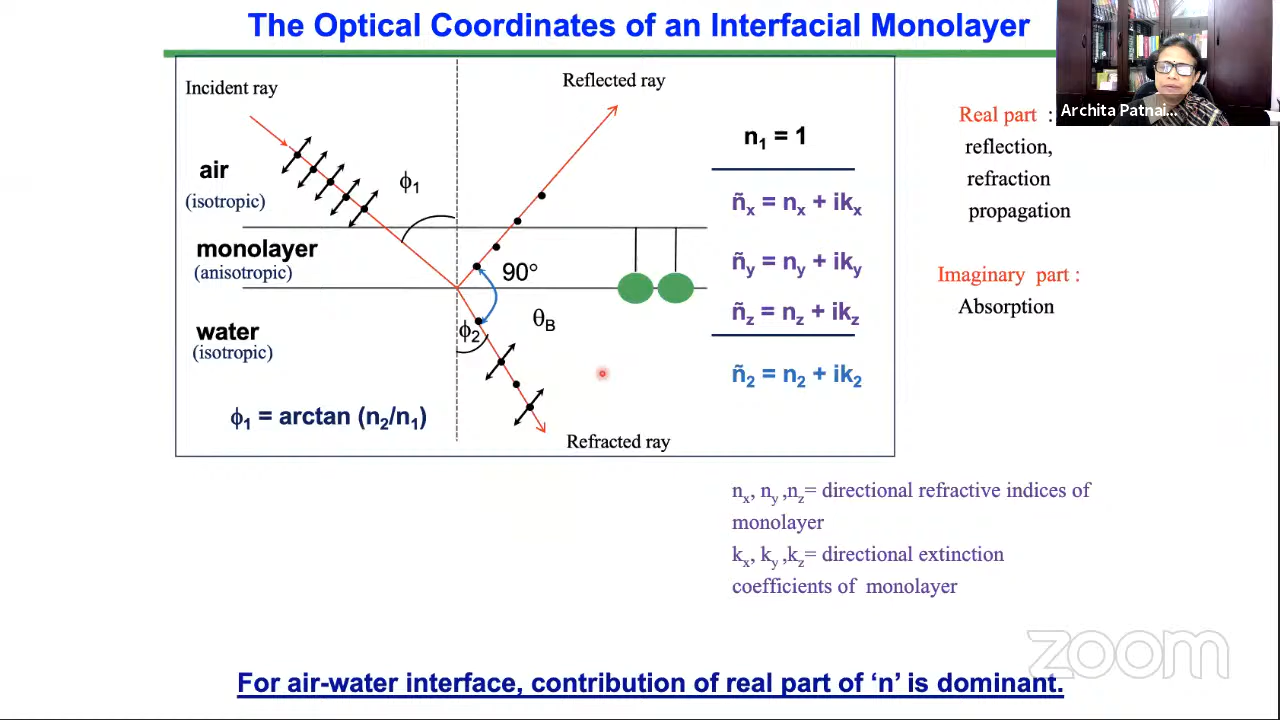 The Optical Coordinates of an Interfacial Monolayer
Archita Patnai...
Incident ray
Reflected ray
air
(isotropic)
ϕ₁
monolayer
(anisotropic)
90°
water
(isotropic)
ϕ₂
θB
ϕ₁ = arctan (n₂/n₁)
Refracted ray
n₁ = 1
ñₓ = nₓ + ikₓ
ñy = ny + iky
ñz = nz + ikz
ñ₂ = n₂ + ik₂
Real part :
reflection,
refraction
propagation
Imaginary part :
Absorption
nₓ, ny ,nz= directional refractive indices of
monolayer
kₓ, ky ,kz= directional extinction
coefficients of monolayer
zoom
For air-water interface, contribution of real part of ‘n’ is dominant.